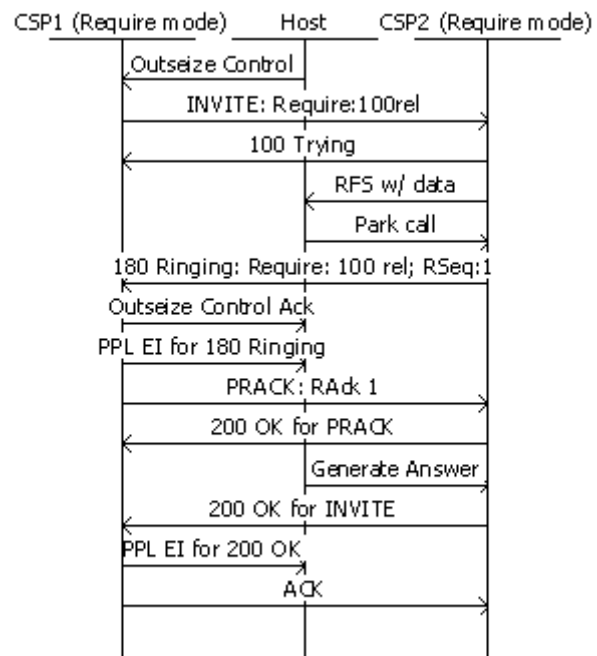 CSP1 (Require mode) Host CSP2 (Require mode)
Outseize Control
INVITE: Require:100rel
100 Trying
RFS w/ data
Park call
180 Ringing: Require: 100 rel; RSeq:1
Outseize Control Ack
PPL EI for 180 Ringing
PRACK: RAck 1
200 OK for PRACK
Generate Answer
200 OK for INVITE
PPL EI for 200 OK
ACK